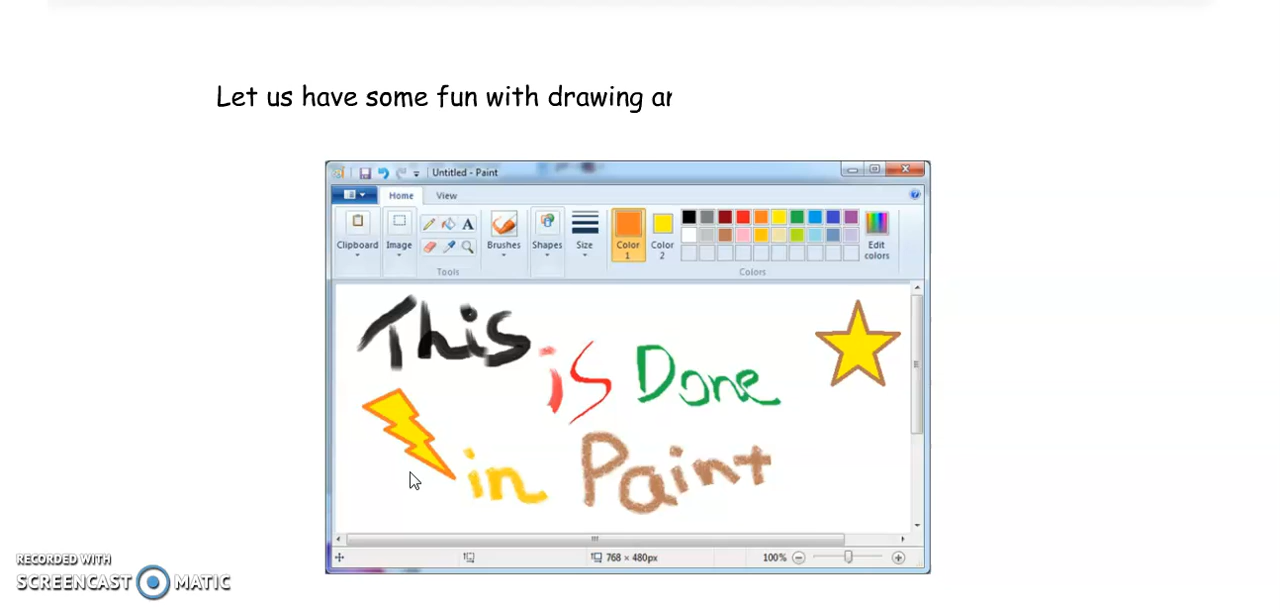 Let us have some fun with drawing ar
Untitled - Paint
Home View
Clipboard Image Tools Brushes Shapes Size Color 1 Color 2 Edit colors Colors
This
is Done
in Paint
768 × 480px 100%
RECORDED WITH
SCREENCAST MATIC